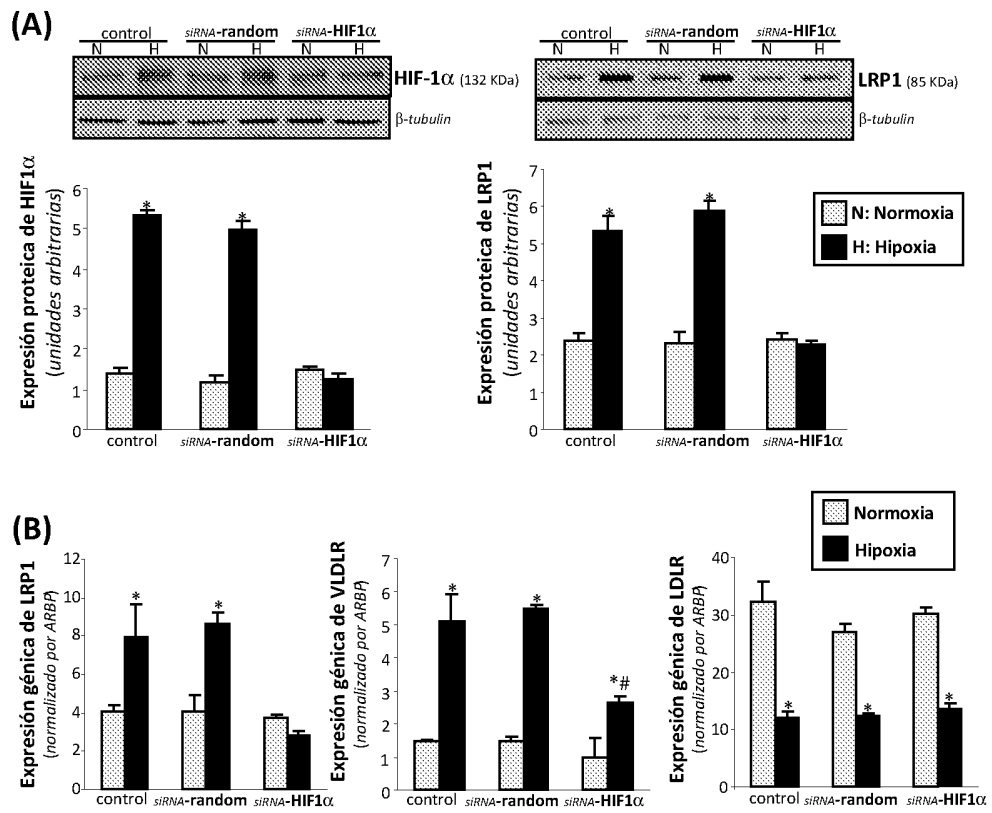 (A)
control siRNA-random siRNA-HIF1α
N H N H N H
HIF-1α (132 KDa)
β-tubulin
control siRNA-random siRNA-HIF1α
N H N H N H
LRP1 (85 KDa)
β-tubulin
Expresión proteica de HIF1α
(unidades arbitrarias)
6
5
4
3
2
1
0
* *
control siRNA-random siRNA-HIF1α
Expresión proteica de LRP1
(unidades arbitrarias)
7
6
5
4
3
2
1
0
* *
control siRNA-random siRNA-HIF1α
N: Normoxia
H: Hipoxia
(B)
Normoxia
Hipoxia
Expresión génica de LRP1
(normalizado por ARBP)
12
10
8
6
4
2
0
* *
control siRNA-random siRNA-HIF1α
Expresión génica de VLDLR
(normalizado por ARBP)
7
6
5
4
3
2
1
0
* * *#
control siRNA-random siRNA-HIF1α
Expresión génica de LDLR
(normalizado por ARBP)
40
30
20
10
0
* * *
control siRNA-random siRNA-HIF1α